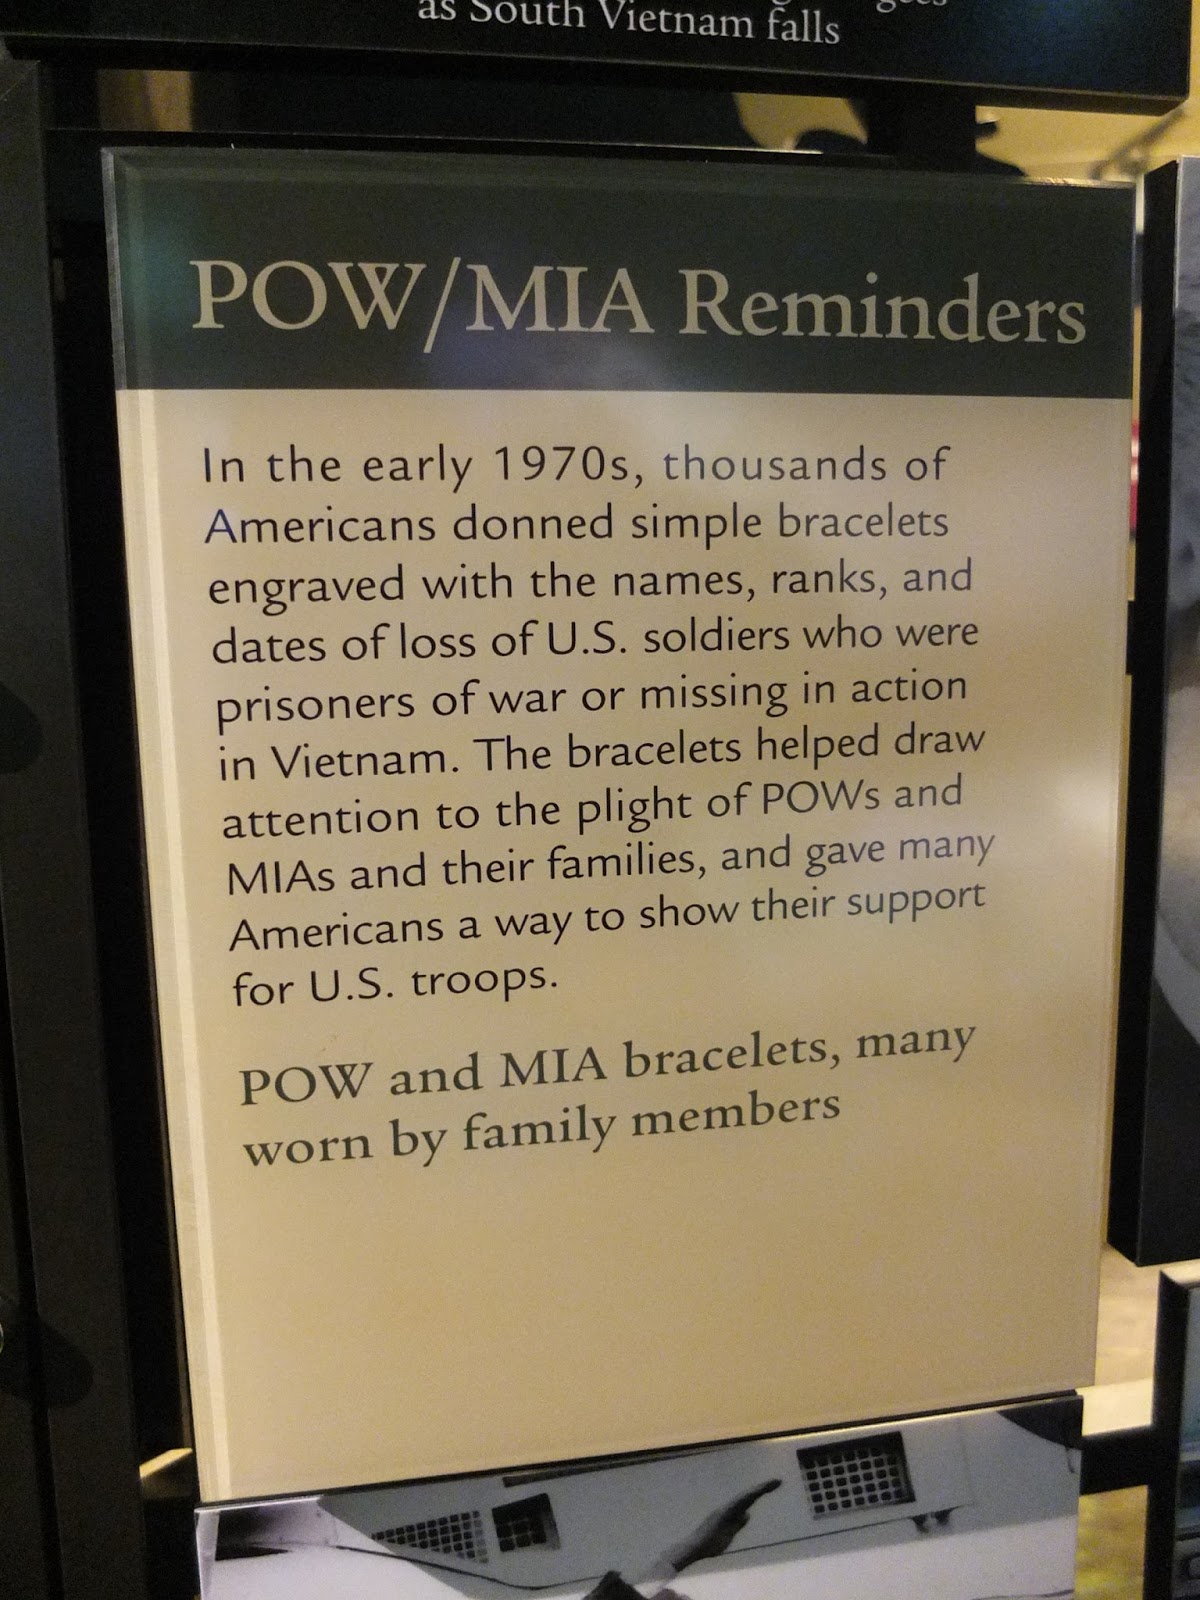 as South Vietnam falls
POW/MIA Reminders
In the early 1970s, thousands of
Americans donned simple bracelets
engraved with the names, ranks, and
dates of loss of U.S. soldiers who were
prisoners of war or missing in action
in Vietnam. The bracelets helped draw
attention to the plight of POWs and
MIAs and their families, and gave many
Americans a way to show their support
for U.S. troops.
POW and MIA bracelets, many
worn by family members